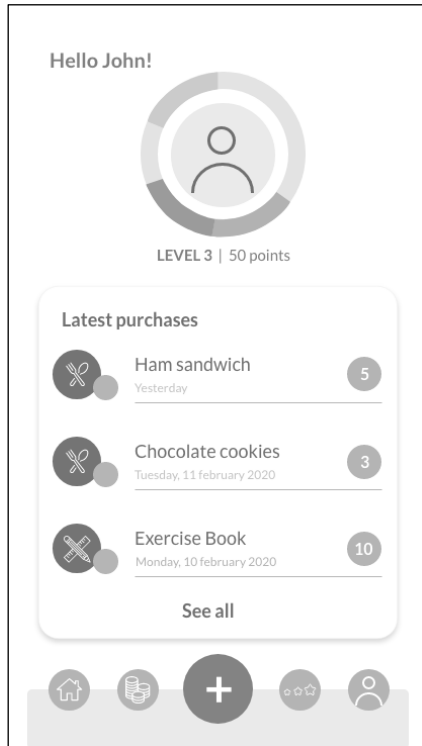 Hello John!
LEVEL 3 | 50 points
Latest purchases
Ham sandwich
5
Yesterday
Chocolate cookies
3
Tuesday, 11 february 2020
Exercise Book
10
Monday, 10 february 2020
See all
+